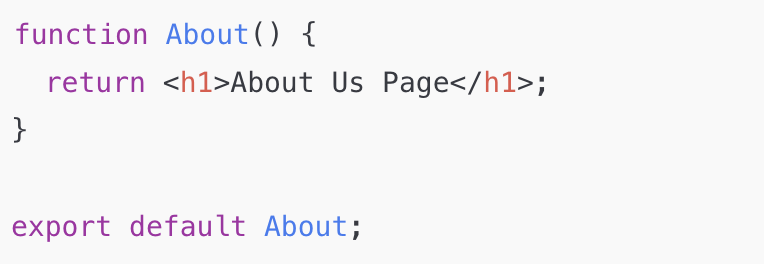 function About() {
  return <h1>About Us Page</h1>;
}

export default About;